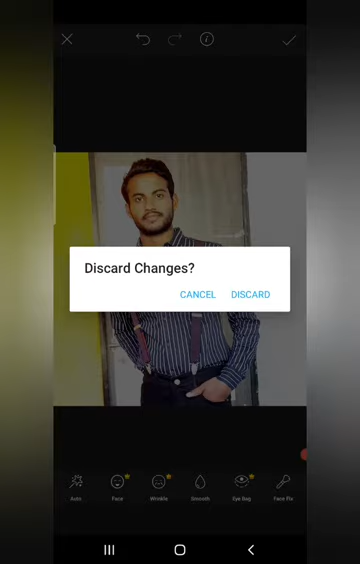 Discard Changes?
CANCEL DISCARD
Auto Face Wrinkle Smooth Eye Bag Face Fix